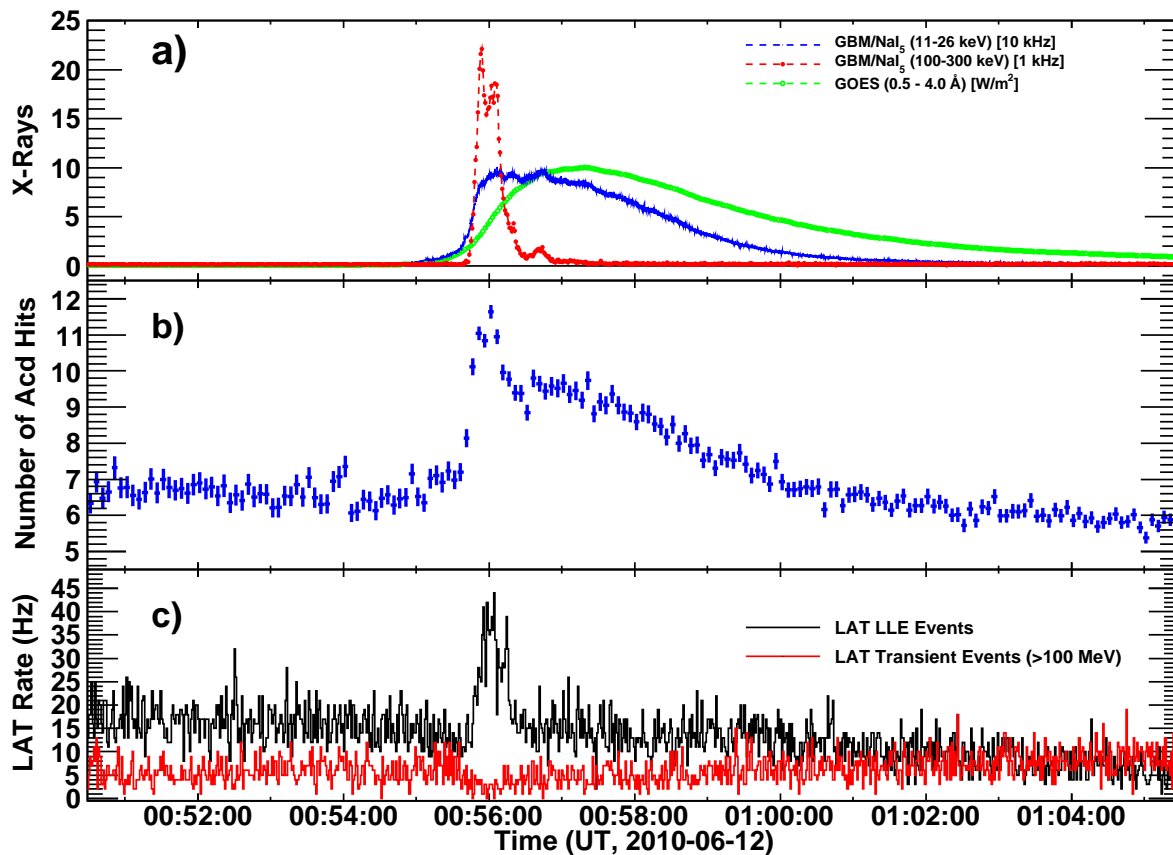 a)
GBM/NaI5 (11-26 keV) [10 kHz]
GBM/NaI5 (100-300 keV) [1 kHz]
GOES (0.5 - 4.0 Å) [W/m2]
X-Rays
25
20
15
10
5
0
b)
Number of Acd Hits
12
11
10
9
8
7
6
5
c)
LAT LLE Events
LAT Transient Events (>100 MeV)
LAT Rate (Hz)
45
40
35
30
25
20
15
10
5
0
00:52:00 00:54:00 00:56:00 00:58:00 01:00:00 01:02:00 01:04:00
Time (UT, 2010-06-12)